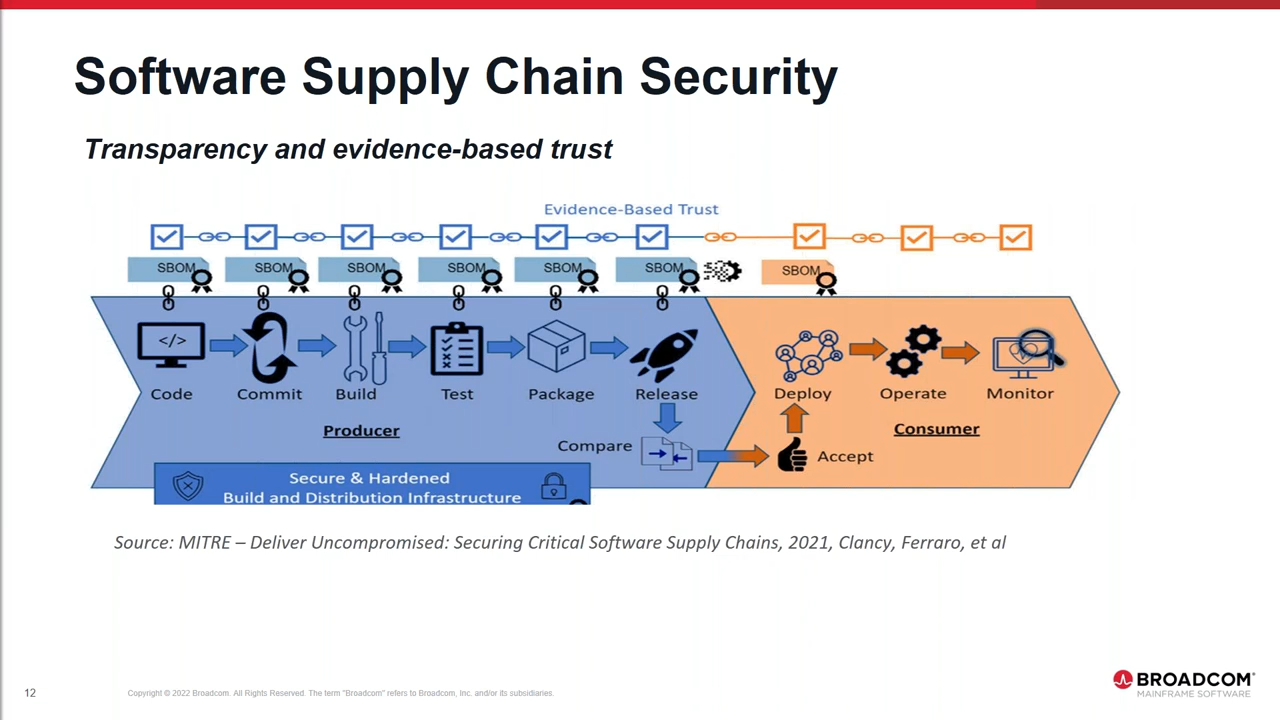 Software Supply Chain Security
Transparency and evidence-based trust
Evidence-Based Trust
SBOM SBOM SBOM SBOM SBOM SBOM SBOM
</>
Code Commit Build Test Package Release Deploy Operate Monitor
Producer Consumer
Compare Accept
Secure & Hardened
Build and Distribution Infrastructure
Source: MITRE – Deliver Uncompromised: Securing Critical Software Supply Chains, 2021, Clancy, Ferraro, et al
12
Copyright © 2022 Broadcom. All Rights Reserved. The term "Broadcom" refers to Broadcom, Inc. and/or its subsidiaries.
BROADCOM®
MAINFRAME SOFTWARE